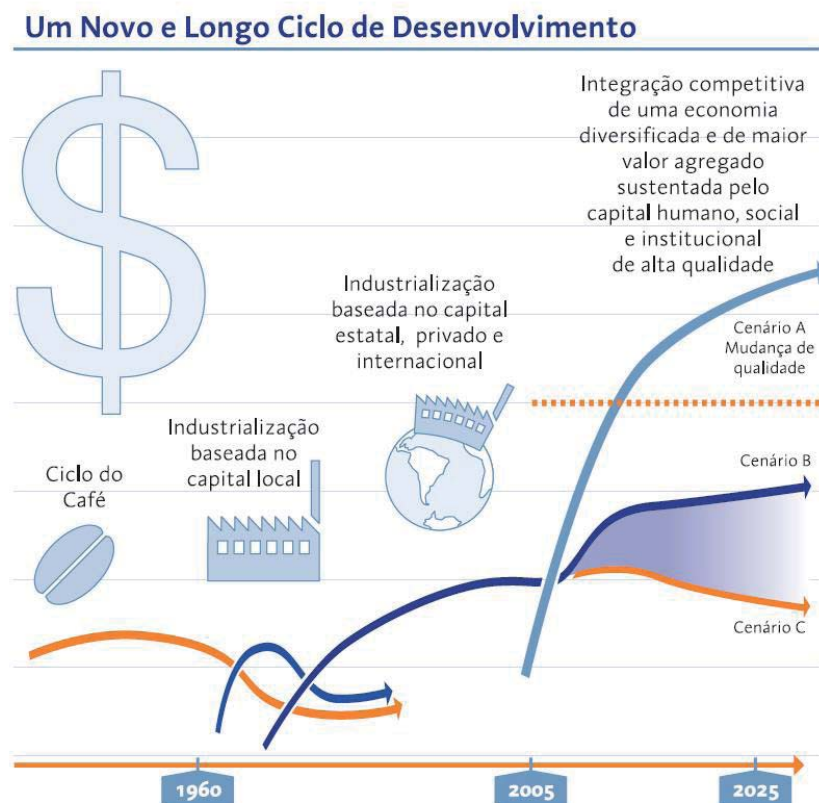 Um Novo e Longo Ciclo de Desenvolvimento
$
Integração competitiva
de uma economia
diversificada e de maior
valor agregado
sustentada pelo
capital humano, social
e institucional
de alta qualidade
Industrialização
baseada no capital
estatal, privado e
internacional
Cenário A
Mudança de
qualidade
Industrialização
baseada no
capital local
Ciclo do
Café
Cenário B
Cenário C
1960
2005
2025